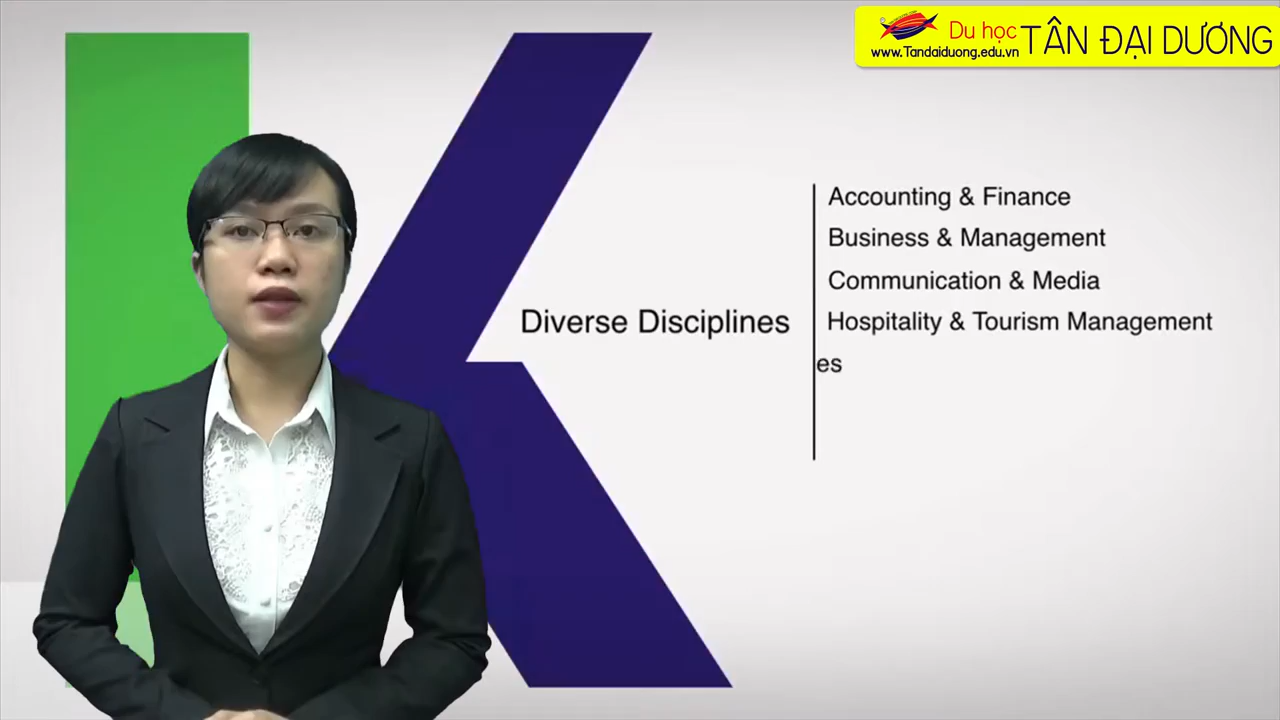 Du học
www.Tandaiduong.edu.vn
TÂN ĐẠI DƯƠNG
Accounting & Finance
Business & Management
Communication & Media
Diverse Disciplines
Hospitality & Tourism Management
es